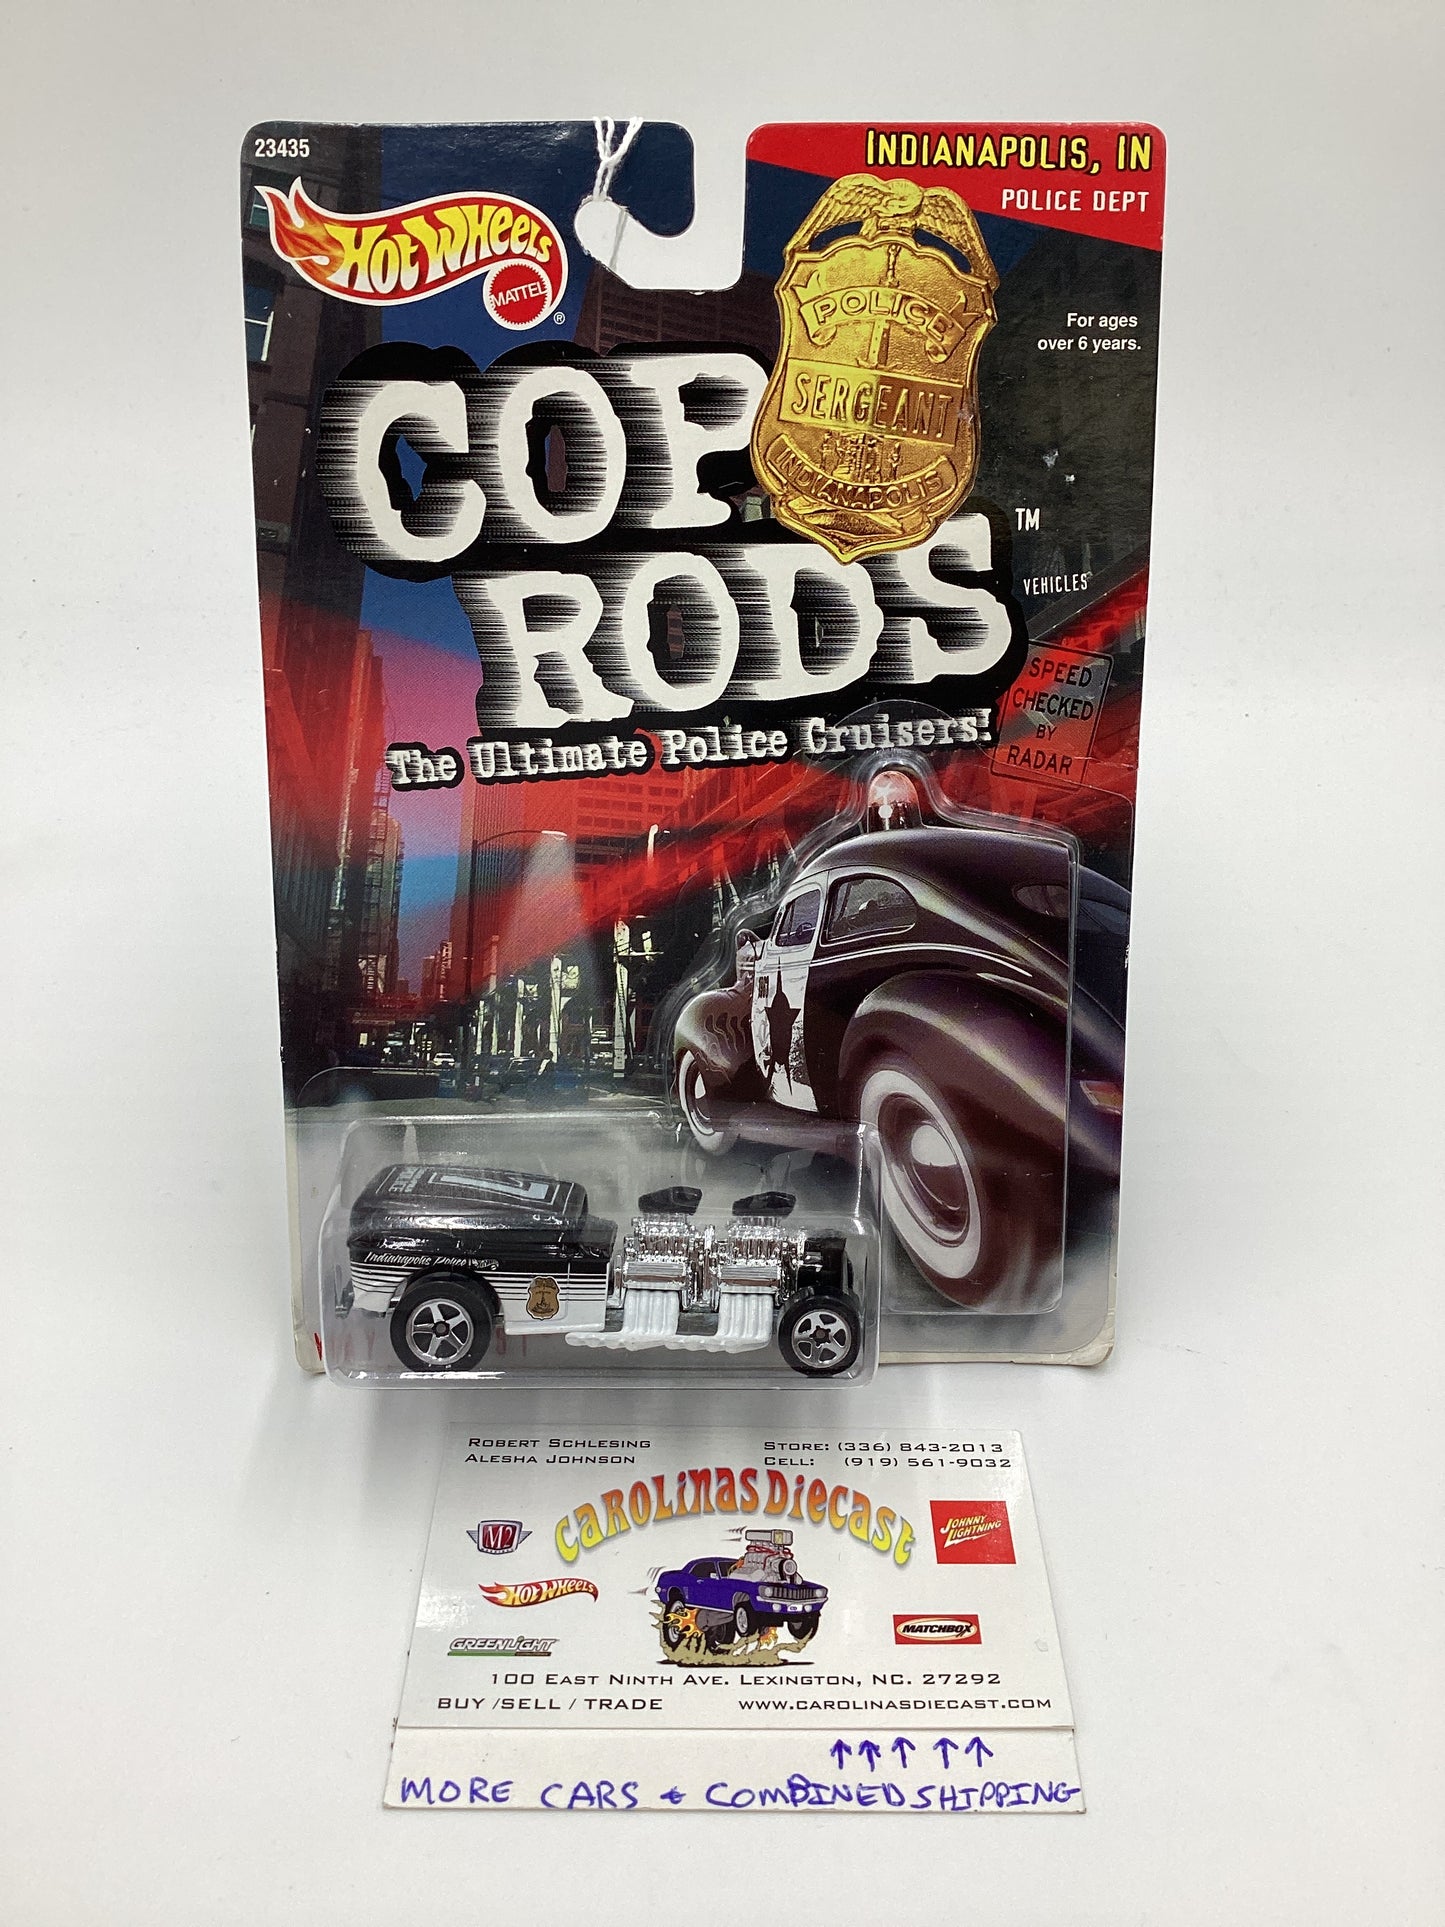 23435
INDIANAPOLIS, IN
POLICE DEPT
HOT WHEELS
MATTEL
®
POLICE
SERGEANT
INDIANAPOLIS
For ages
over 6 years.
COP
RODS
TM
VEHICLES
The Ultimate Police Cruisers!
SPEED
CHECKED
BY
RADAR
Indianapolis Police
ROBERT SCHLESING
ALESHA JOHNSON
STORE: (336) 843-2013
CELL: (919) 561-9032
CAROLINAS DIECAST
M2
JOHNNY
LIGHTNING
HOT WHEELS
GREENLIGHT
MATCHBOX
100 EAST NINTH AVE. LEXINGTON, NC. 27292
BUY /SELL / TRADE
WWW.CAROLINASDIECAST.COM
↑↑↑ ↑↑
MORE CARS & COMBINED SHIPPING